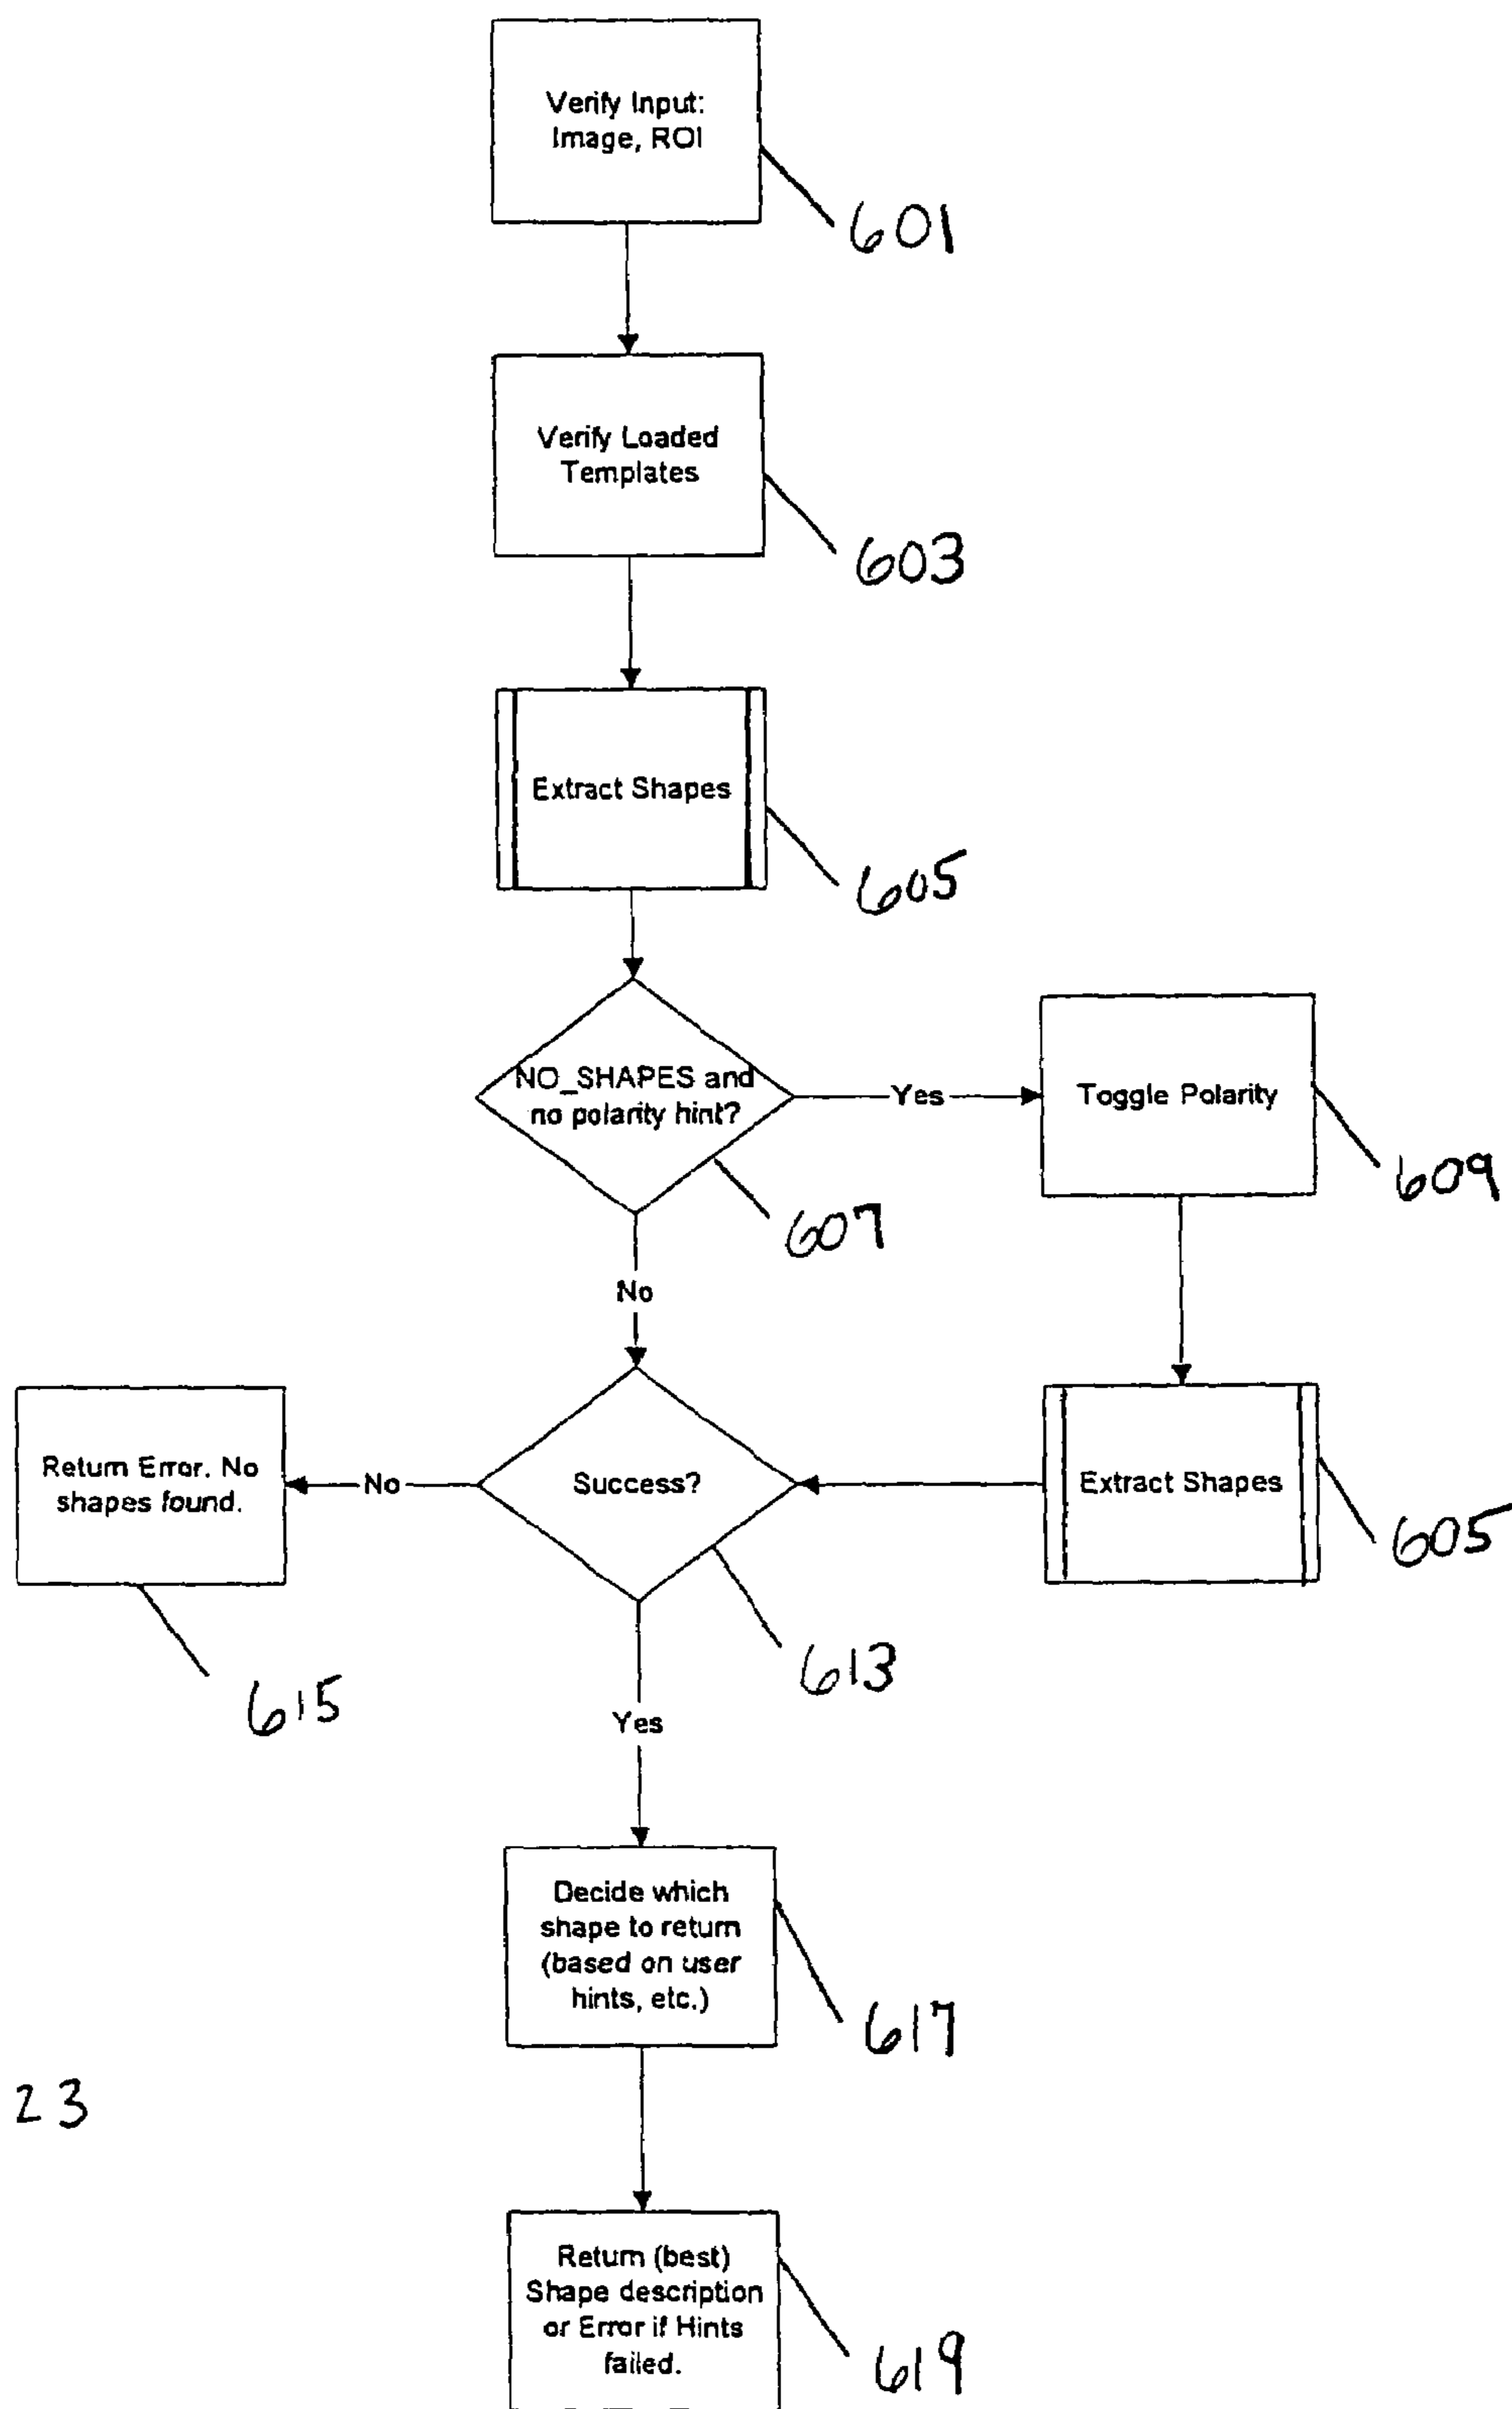 Verify Input:
Image, ROI
601
Verify Loaded
Templates
603
Extract Shapes
605
NO_SHAPES and
no polarity hint?
Yes
Toggle Polarity
609
607
No
Return Error. No
shapes found.
No
Success?
Extract Shapes
605
613
615
Yes
Decide which
shape to return
(based on user
hints, etc.)
617
23
Return (best)
Shape description
or Error if Hints
failed.
619